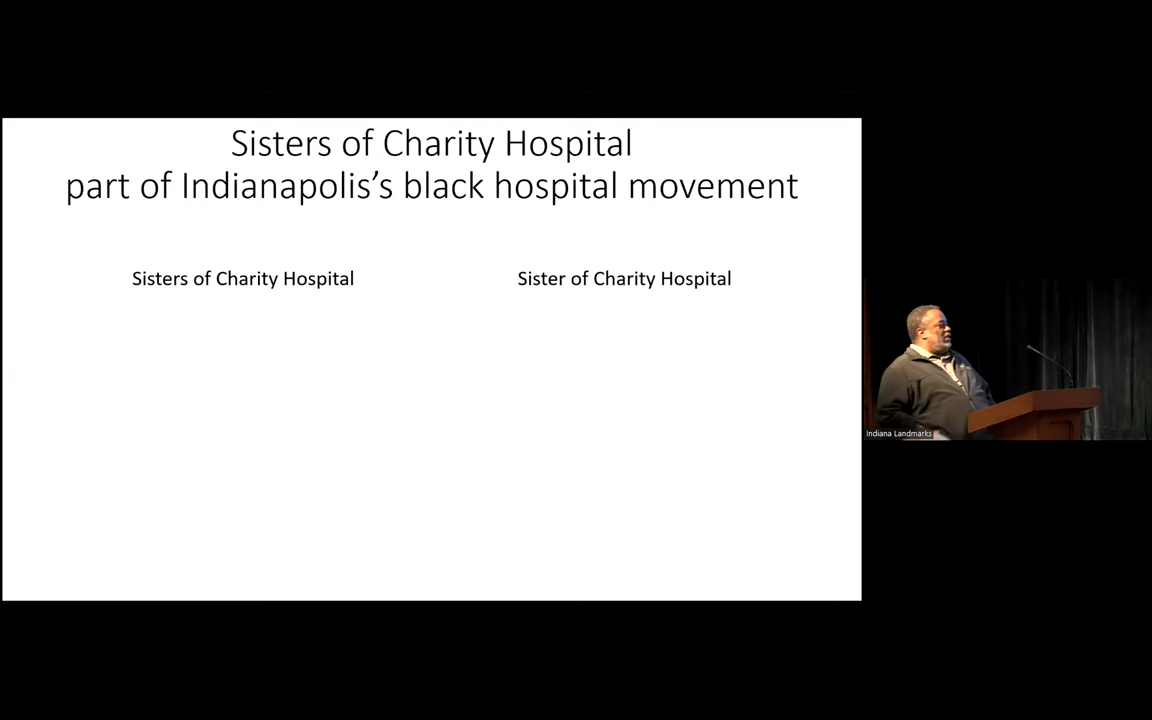 Sisters of Charity Hospital
part of Indianapolis’s black hospital movement
Sisters of Charity Hospital
Sister of Charity Hospital
Indiana Landmarks